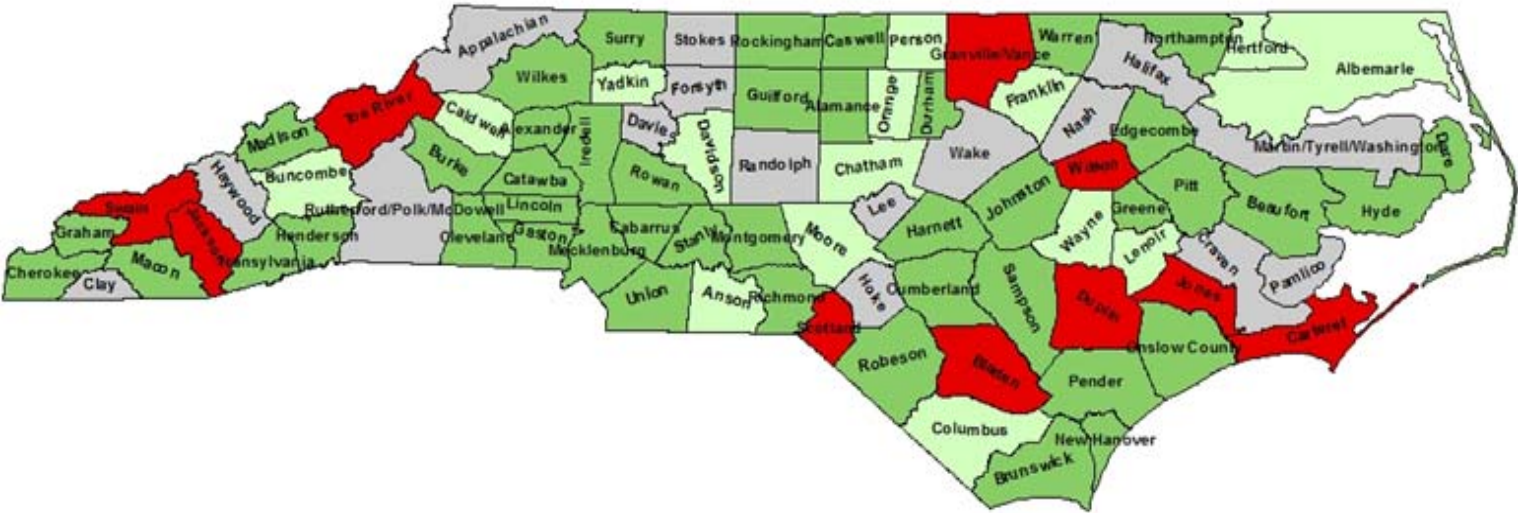 Appalachian
Surry
Stokes
Rockingham
Caswell
Person
Granville/Vance
Warren
Northampton
Hertford
Halifax
Albemarle
Wilkes
Yadkin
Forsyth
Guilford
Alamance
Orange
Durham
Franklin
Nash
Edgecombe
Martin/Tyrell/Washington
Dare
Toe River
Caldwell
Alexander
Iredell
Davie
Davidson
Randolph
Chatham
Wake
Wilson
Madison
Burke
Catawba
Rowan
Haywood
Buncombe
Rutherford/Polk/McDowell
Lincoln
Lee
Johnston
Pitt
Greene
Beaufort
Hyde
Swain
Jackson
Graham
Henderson
Cleveland
Gaston
Cabarrus
Stanly
Montgomery
Moore
Harnett
Wayne
Lenoir
Craven
Pamlico
Cherokee
Macon
Clay
Transylvania
Mecklenburg
Union
Anson
Richmond
Scotland
Hoke
Cumberland
Sampson
Duplin
Jones
Carteret
Robeson
Bladen
Onslow County
Pender
Columbus
New Hanover
Brunswick